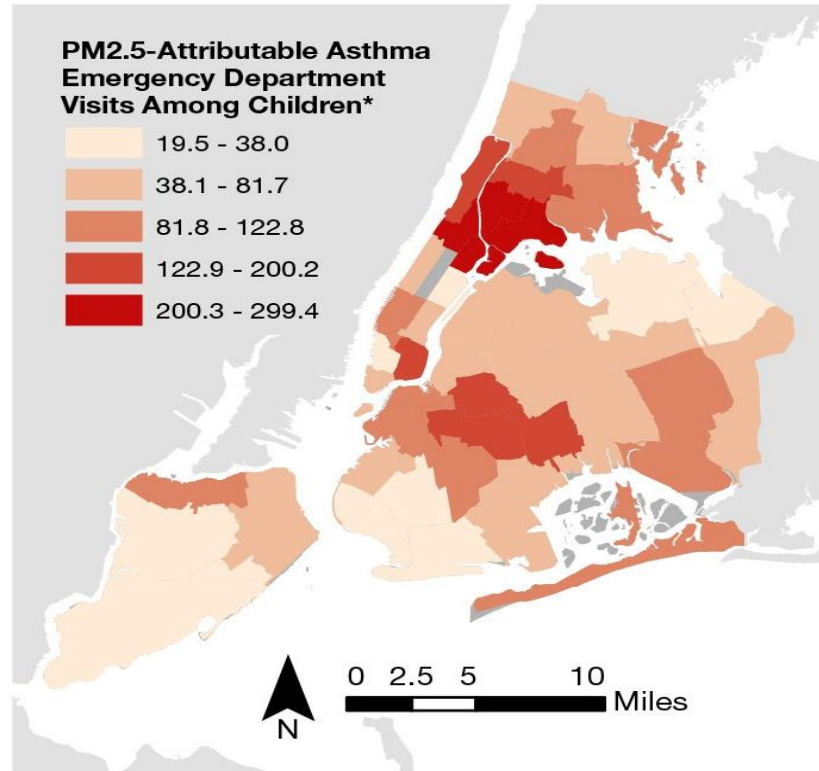 PM2.5-Attributable Asthma
Emergency Department
Visits Among Children*
19.5 - 38.0
38.1 - 81.7
81.8 - 122.8
122.9 - 200.2
200.3 - 299.4
0 2.5 5 10
Miles
N